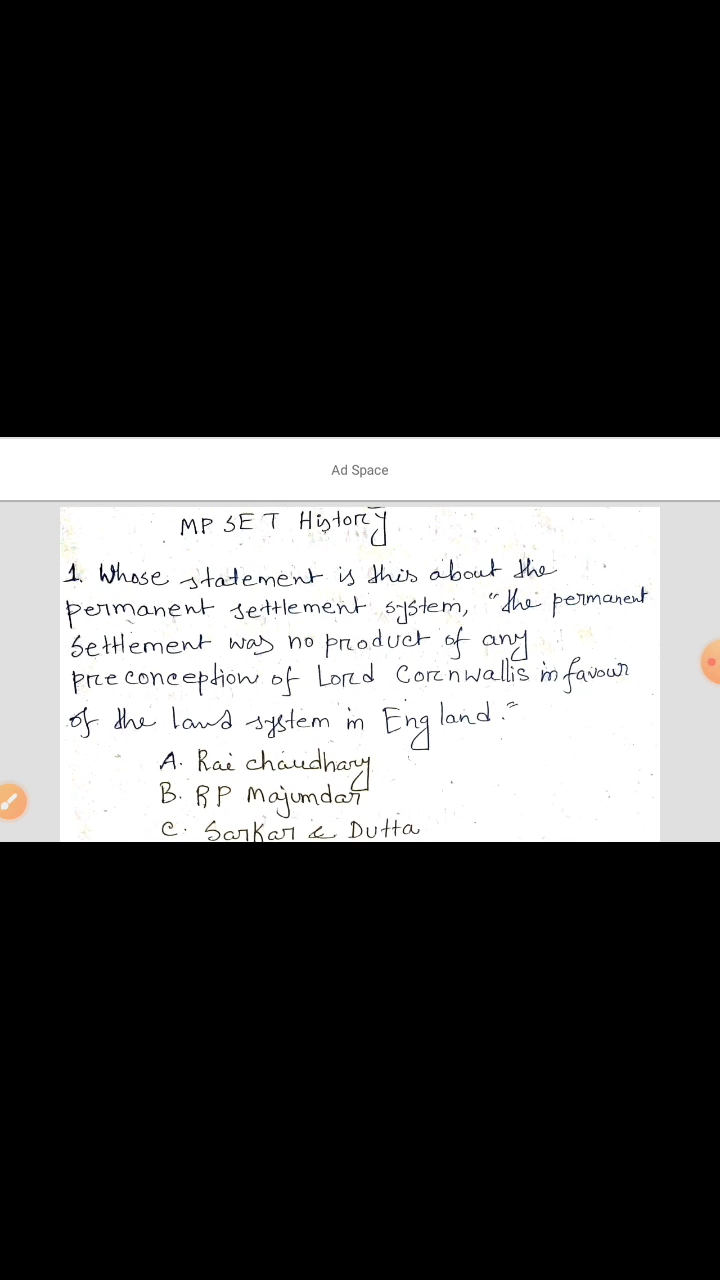 Ad Space
MP SET History
1. Whose statement is this about the
permanent settlement system, "the permanent
Settlement was no product of any
preconception of Lord Cornwallis in favour
of the land system in England."
A. Rai chaudhary
B. RP Majumdar
C. Sarkar & Dutta